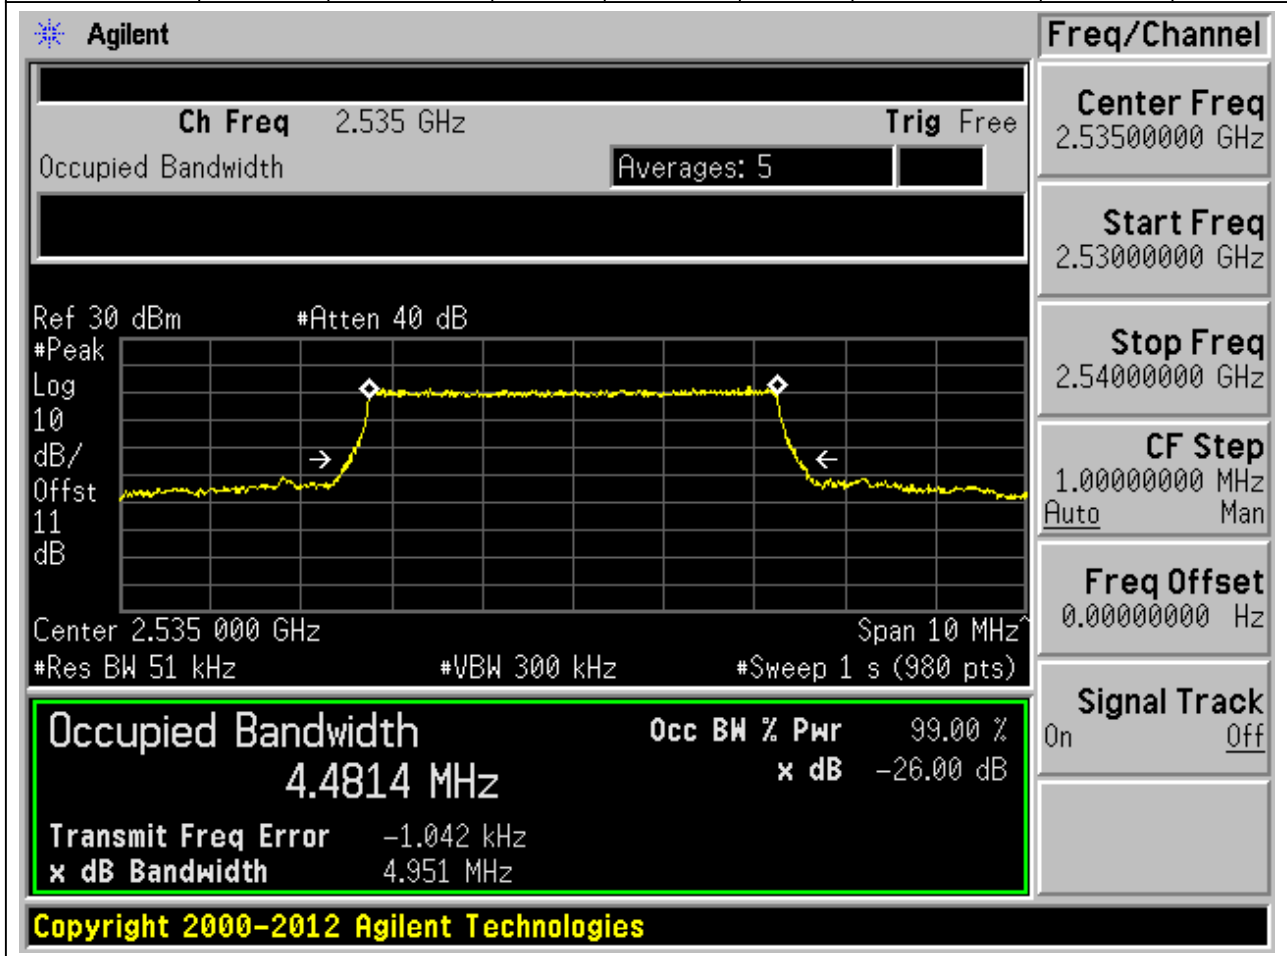 Agilent
Freq/Channel
Ch Freq 2.535 GHz Trig Free
Occupied Bandwidth Averages: 5
Center Freq
2.53500000 GHz
Start Freq
2.53000000 GHz
Stop Freq
2.54000000 GHz
CF Step
1.00000000 MHz
Auto Man
Freq Offset
0.00000000 Hz
Signal Track
On Off
Ref 30 dBm #Atten 40 dB
#Peak
Log
10
dB/
Offst
11
dB
Center 2.535 000 GHz Span 10 MHz^
#Res BW 51 kHz #VBW 300 kHz #Sweep 1 s (980 pts)
Occupied Bandwidth
4.4814 MHz
Occ BW % Pwr 99.00 %
x dB -26.00 dB
Transmit Freq Error -1.042 kHz
x dB Bandwidth 4.951 MHz
Copyright 2000-2012 Agilent Technologies